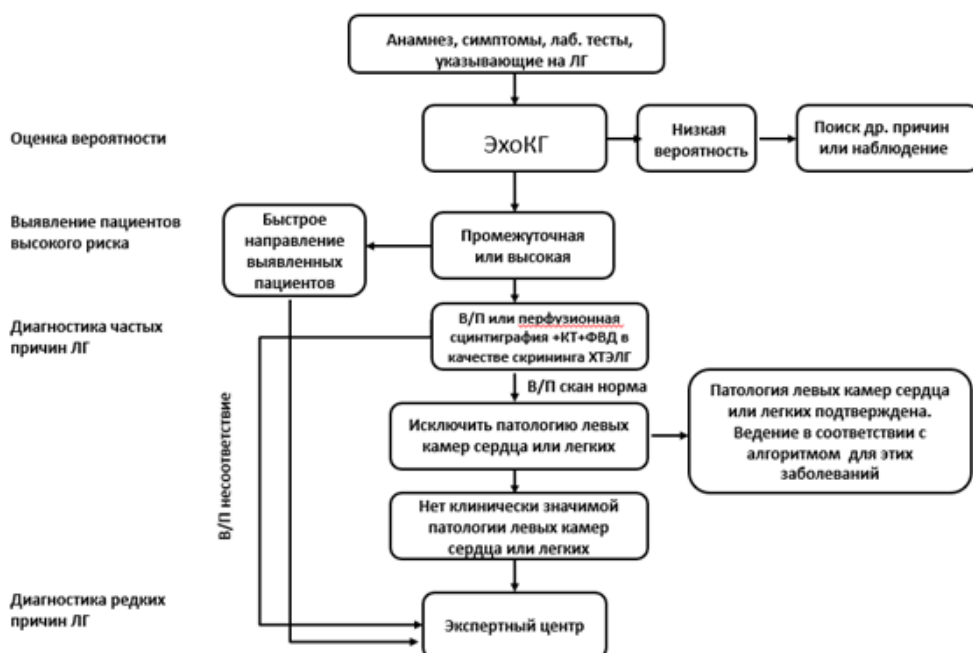 Анамнез, симптомы, лаб. тесты,
указывающие на ЛГ
Оценка вероятности
ЭхоКГ
Низкая
вероятность
Поиск др. причин
или наблюдение
Выявление пациентов
высокого риска
Быстрое
направление
выявленных
пациентов
Промежуточная
или высокая
Диагностика частых
причин ЛГ
В/П или перфузионная
сцинтиграфия +КТ+ФВД в
качестве скрининга ХТЭЛГ
В/П скан норма
В/П несоответствие
Исключить патологию левых
камер сердца или легких
Патология левых камер сердца
или легких подтверждена.
Ведение в соответствии с
алгоритмом для этих
заболеваний
Нет клинически значимой
патологии левых камер
сердца или легких
Диагностика редких
причин ЛГ
Экспертный центр